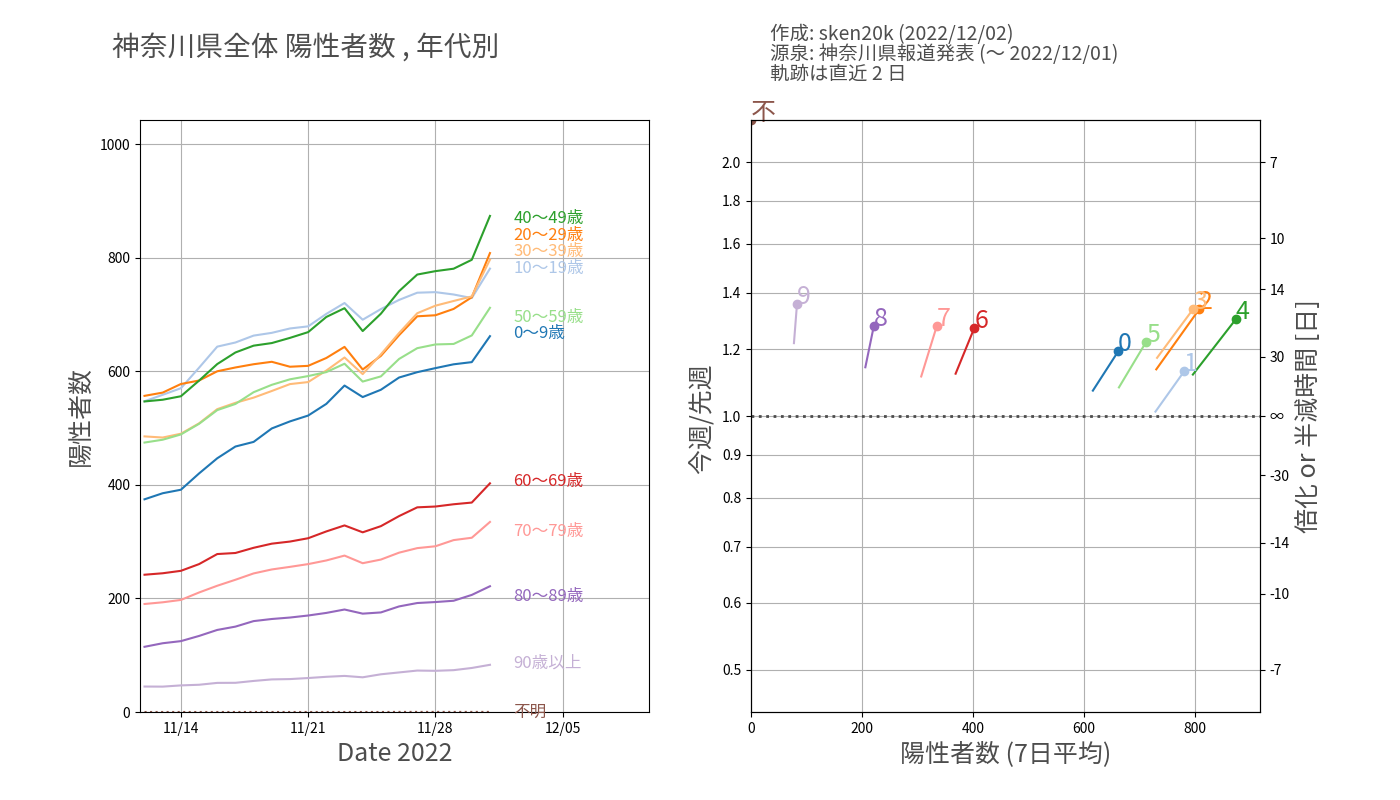 神奈川県全体 陽性者数 , 年代別
作成: sken20k (2022/12/02)
源泉: 神奈川県報道発表 (〜 2022/12/01)
軌跡は直近 2 日
陽性者数
1000
800
600
400
200
0
11/14
11/21
11/28
12/05
Date 2022
40〜49歳
20〜29歳
30〜39歳
10〜19歳
50〜59歳
0〜9歳
60〜69歳
70〜79歳
80〜89歳
90歳以上
不明
今週/先週
2.0
1.8
1.6
1.4
1.2
1.0
0.9
0.8
0.7
0.6
0.5
不
9
8
7
6
0
5
1
3
2
4
0
200
400
600
800
陽性者数 (7日平均)
7
10
14
30
∞
-30
-14
-10
-7
倍化 or 半減時間 [日]